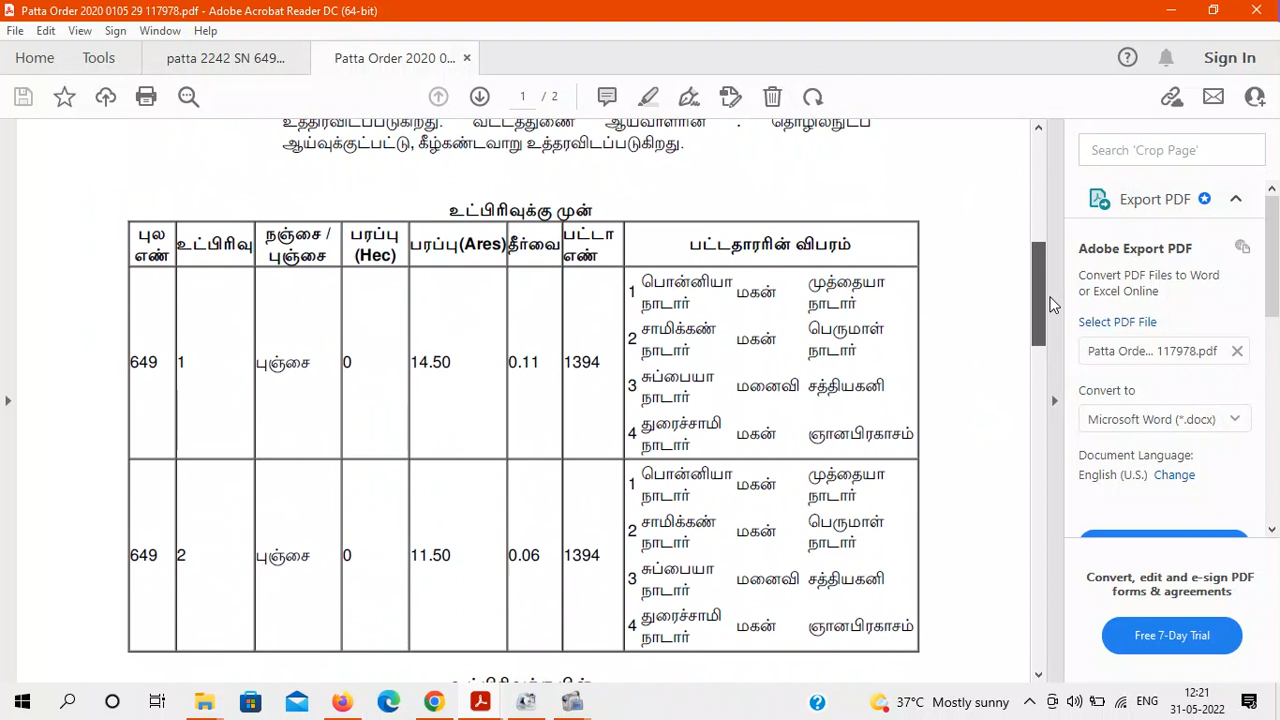 Patta Order 2020 0105 29 117978.pdf - Adobe Acrobat Reader DC (64-bit)
File Edit View Sign Window Help
Home Tools patta 2242 SN 649... Patta Order 2020 0... × Sign In
1 / 2
உத்தரவிடப்படுகிறது. வட்டத்துணை ஆய்வாளரின் . தொழில்நுட்ப
ஆய்வுக்குட்பட்டு, கீழ்கண்டவாறு உத்தரவிடப்படுகிறது.
உட்பிரிவுக்கு முன்
புல எண் உட்பிரிவு நஞ்சை / புஞ்சை பரப்பு (Hec) பரப்பு(Ares) தீர்வை பட்டா எண் பட்டதாரரின் விபரம்
649 1 புஞ்சை 0 14.50 0.11 1394
1 பொன்னியா நாடார் மகன் முத்தையா நாடார்
2 சாமிக்கண் நாடார் மகன் பெருமாள் நாடார்
3 சுப்பையா நாடார் மனைவி சத்தியகனி
4 துரைச்சாமி நாடார் மகன் ஞானபிரகாசம்
649 2 புஞ்சை 0 11.50 0.06 1394
1 பொன்னியா நாடார் மகன் முத்தையா நாடார்
2 சாமிக்கண் நாடார் மகன் பெருமாள் நாடார்
3 சுப்பையா நாடார் மனைவி சத்தியகனி
4 துரைச்சாமி நாடார் மகன் ஞானபிரகாசம்
Search 'Crop Page'
Export PDF
Adobe Export PDF
Convert PDF Files to Word
or Excel Online
Select PDF File
Patta Orde... 117978.pdf
Convert to
Microsoft Word (*.docx)
Document Language:
English (U.S.) Change
Convert, edit and e-sign PDF
forms & agreements
Free 7-Day Trial
37°C Mostly sunny ENG 12:21
31-05-2022